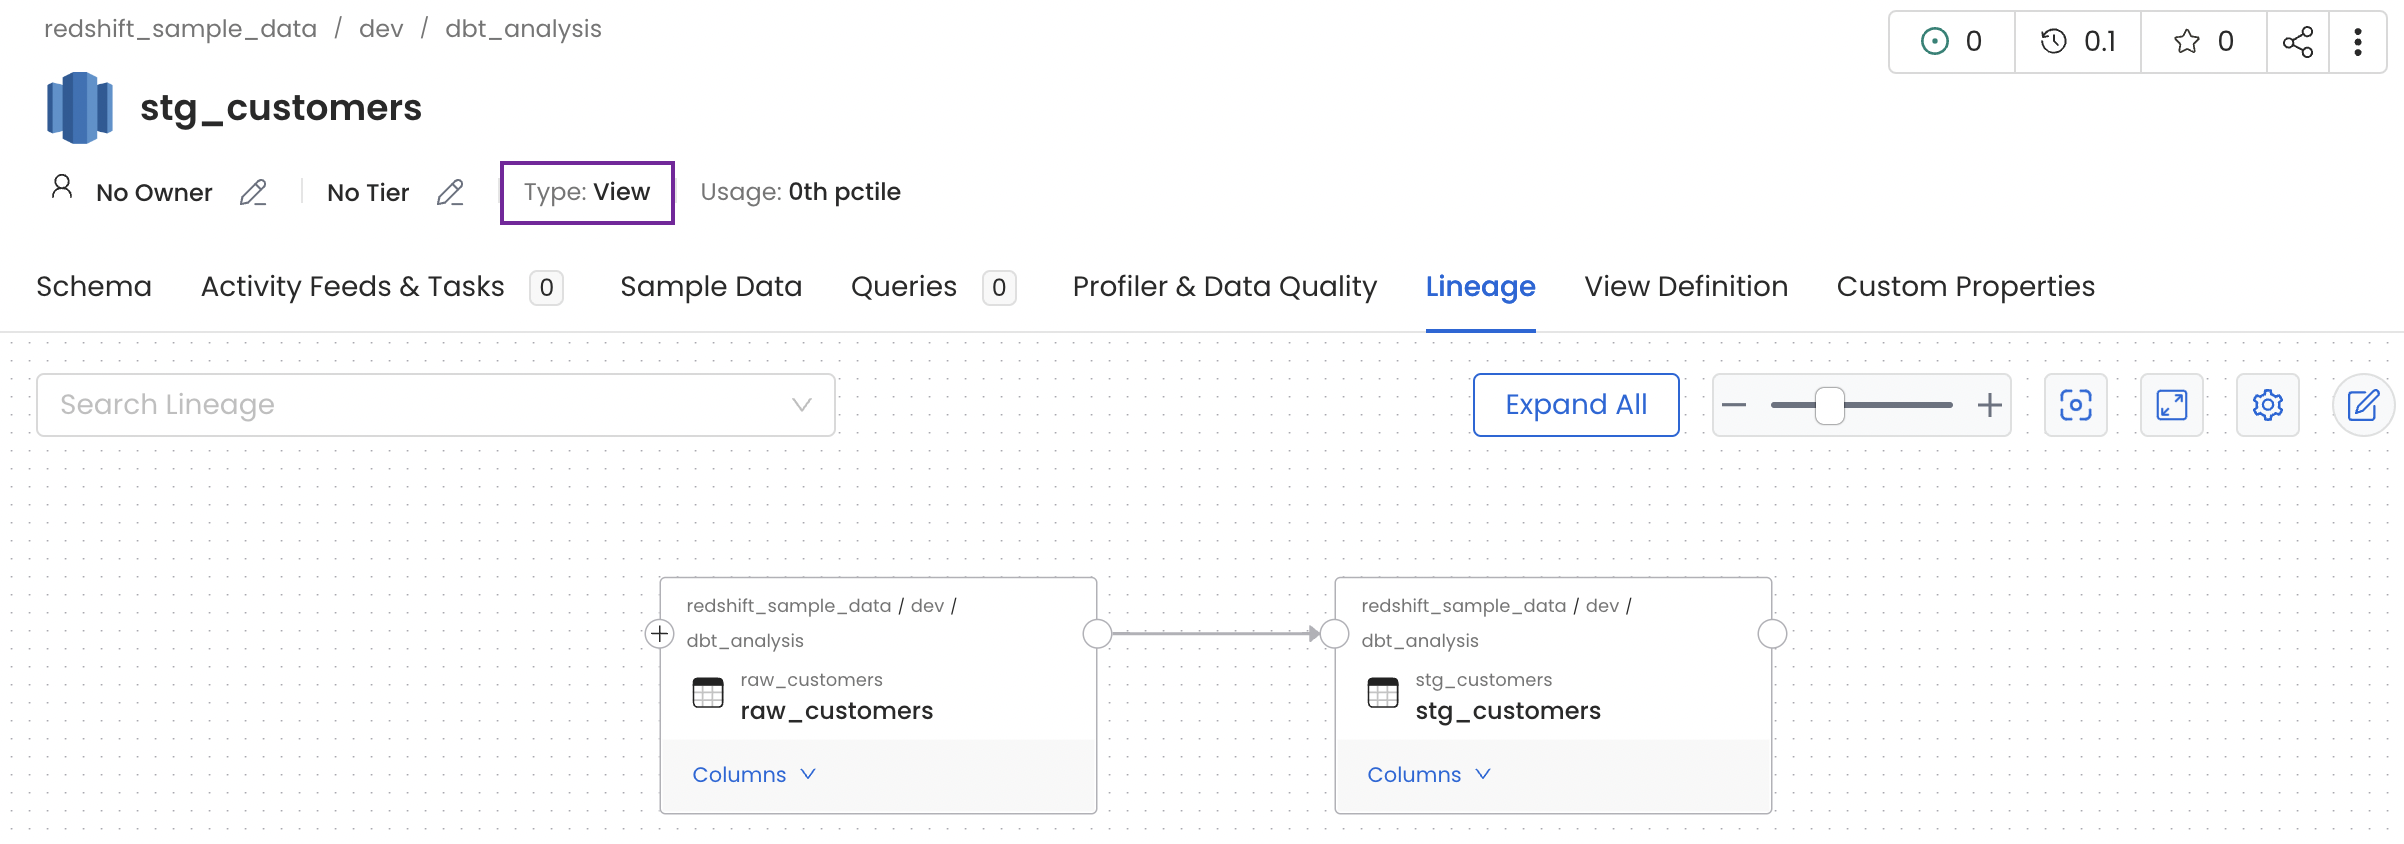 redshift_sample_data / dev / dbt_analysis
0 0.1 0
stg_customers
No Owner No Tier Type: View Usage: 0th pctile
Schema Activity Feeds & Tasks 0 Sample Data Queries 0 Profiler & Data Quality Lineage View Definition Custom Properties
Search Lineage Expand All
redshift_sample_data / dev /
dbt_analysis
raw_customers
raw_customers
Columns
redshift_sample_data / dev /
dbt_analysis
stg_customers
stg_customers
Columns